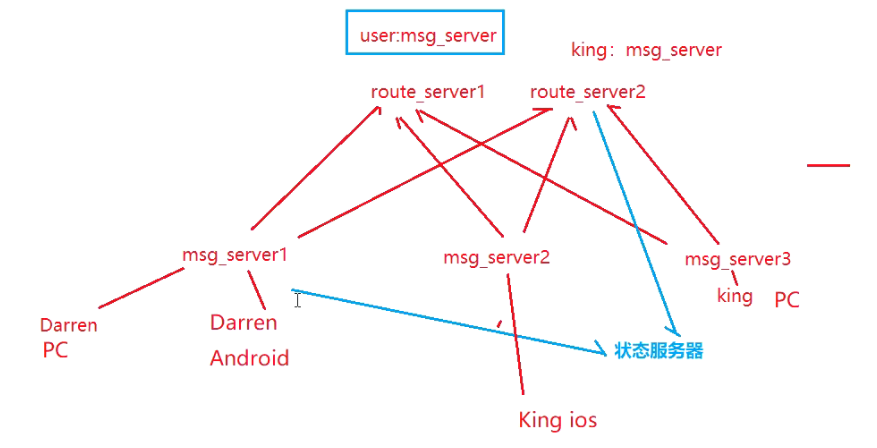 user:msg_server
king：msg_server
route_server1
route_server2
msg_server1
msg_server2
msg_server3
king
PC
Darren
PC
Darren
Android
状态服务器
King ios